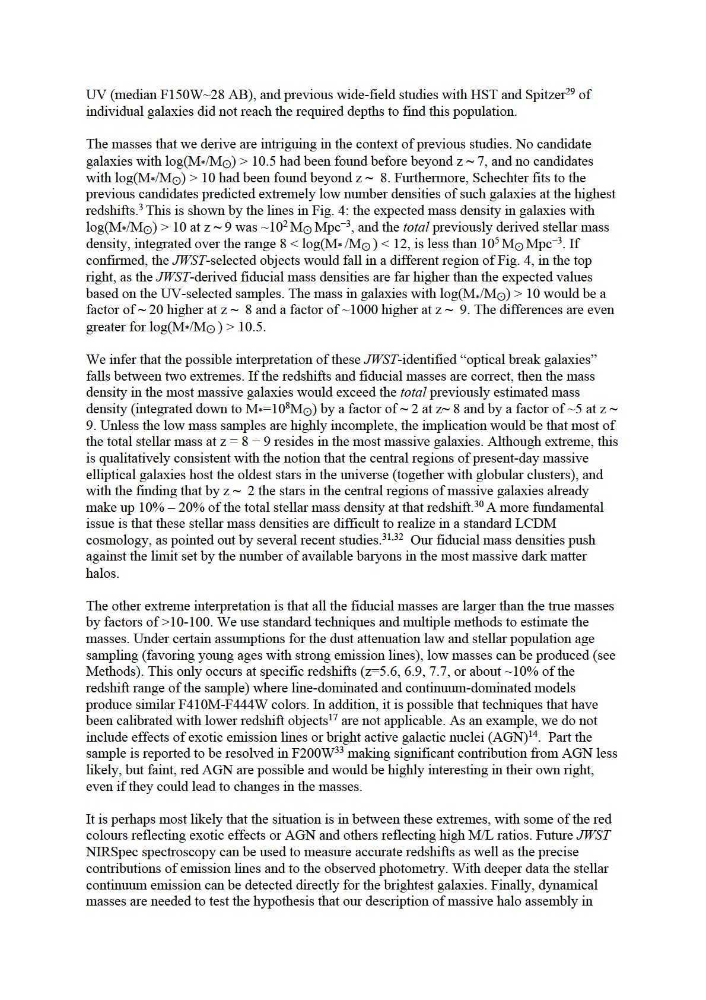 UV (median F150W~28 AB), and previous wide-field studies with HST and Spitzer²⁹ of
individual galaxies did not reach the required depths to find this population.
The masses that we derive are intriguing in the context of previous studies. No candidate
galaxies with log(M*/M⊙) > 10.5 had been found before beyond z ~ 7, and no candidates
with log(M*/M⊙) > 10 had been found beyond z ~ 8. Furthermore, Schechter fits to the
previous candidates predicted extremely low number densities of such galaxies at the highest
redshifts.³ This is shown by the lines in Fig. 4: the expected mass density in galaxies with
log(M*/M⊙) > 10 at z ~ 9 was ~10² M⊙ Mpc⁻³, and the total previously derived stellar mass
density, integrated over the range 8 < log(M* /M⊙ ) < 12, is less than 10⁵ M⊙ Mpc⁻³. If
confirmed, the JWST-selected objects would fall in a different region of Fig. 4, in the top
right, as the JWST-derived fiducial mass densities are far higher than the expected values
based on the UV-selected samples. The mass in galaxies with log(M*/M⊙) > 10 would be a
factor of ~ 20 higher at z ~ 8 and a factor of ~1000 higher at z ~ 9. The differences are even
greater for log(M*/M⊙ ) > 10.5.
We infer that the possible interpretation of these JWST-identified “optical break galaxies”
falls between two extremes. If the redshifts and fiducial masses are correct, then the mass
density in the most massive galaxies would exceed the total previously estimated mass
density (integrated down to M*=10⁸M⊙) by a factor of ~ 2 at z~ 8 and by a factor of ~5 at z ~
9. Unless the low mass samples are highly incomplete, the implication would be that most of
the total stellar mass at z = 8 − 9 resides in the most massive galaxies. Although extreme, this
is qualitatively consistent with the notion that the central regions of present-day massive
elliptical galaxies host the oldest stars in the universe (together with globular clusters), and
with the finding that by z ~ 2 the stars in the central regions of massive galaxies already
make up 10% – 20% of the total stellar mass density at that redshift.³⁰ A more fundamental
issue is that these stellar mass densities are difficult to realize in a standard LCDM
cosmology, as pointed out by several recent studies.³¹,³² Our fiducial mass densities push
against the limit set by the number of available baryons in the most massive dark matter
halos.
The other extreme interpretation is that all the fiducial masses are larger than the true masses
by factors of >10-100. We use standard techniques and multiple methods to estimate the
masses. Under certain assumptions for the dust attenuation law and stellar population age
sampling (favoring young ages with strong emission lines), low masses can be produced (see
Methods). This only occurs at specific redshifts (z=5.6, 6.9, 7.7, or about ~10% of the
redshift range of the sample) where line-dominated and continuum-dominated models
produce similar F410M-F444W colors. In addition, it is possible that techniques that have
been calibrated with lower redshift objects¹⁷ are not applicable. As an example, we do not
include effects of exotic emission lines or bright active galactic nuclei (AGN)¹⁴. Part the
sample is reported to be resolved in F200W³³ making significant contribution from AGN less
likely, but faint, red AGN are possible and would be highly interesting in their own right,
even if they could lead to changes in the masses.
It is perhaps most likely that the situation is in between these extremes, with some of the red
colours reflecting exotic effects or AGN and others reflecting high M/L ratios. Future JWST
NIRSpec spectroscopy can be used to measure accurate redshifts as well as the precise
contributions of emission lines and to the observed photometry. With deeper data the stellar
continuum emission can be detected directly for the brightest galaxies. Finally, dynamical
masses are needed to test the hypothesis that our description of massive halo assembly in